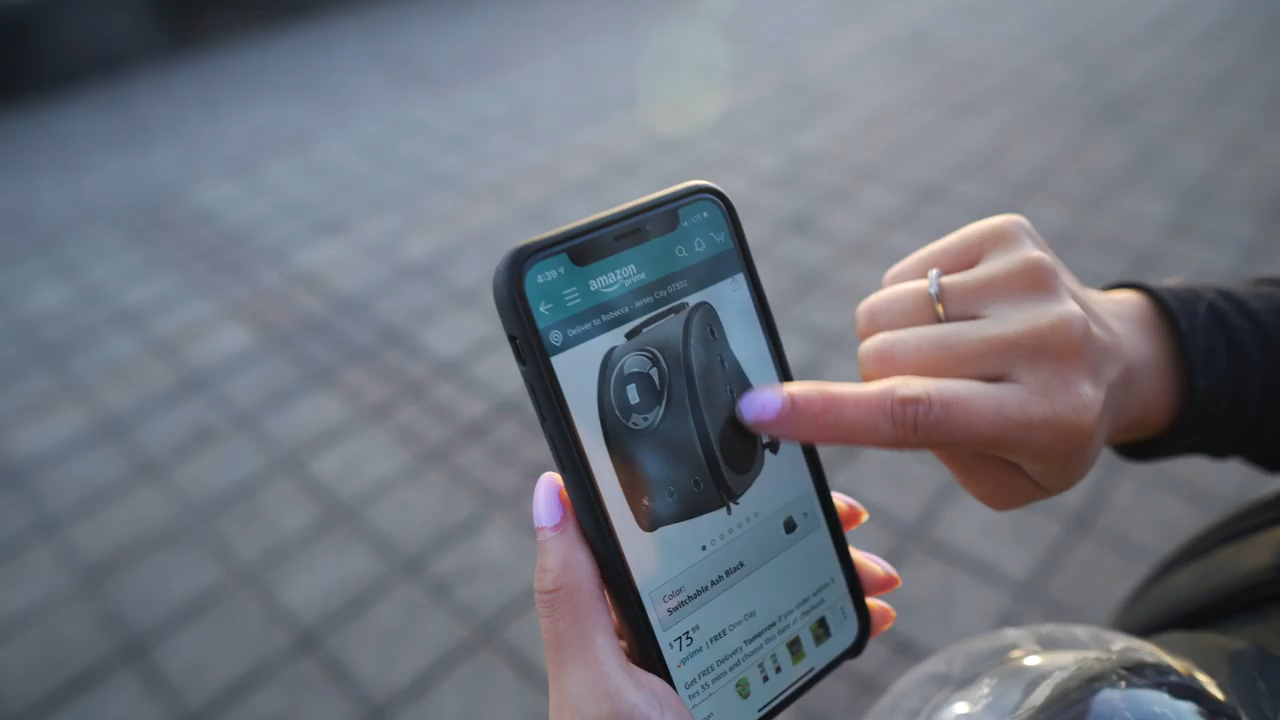 4:39
LTE
amazon
prime
Deliver to Rebecca - Jersey City 07302
Color:
Switchable Ash Black
$73.99
prime | FREE One-Day
Get FREE Delivery Tomorrow if you order within
hrs 35 mins and choose this date at checkout.